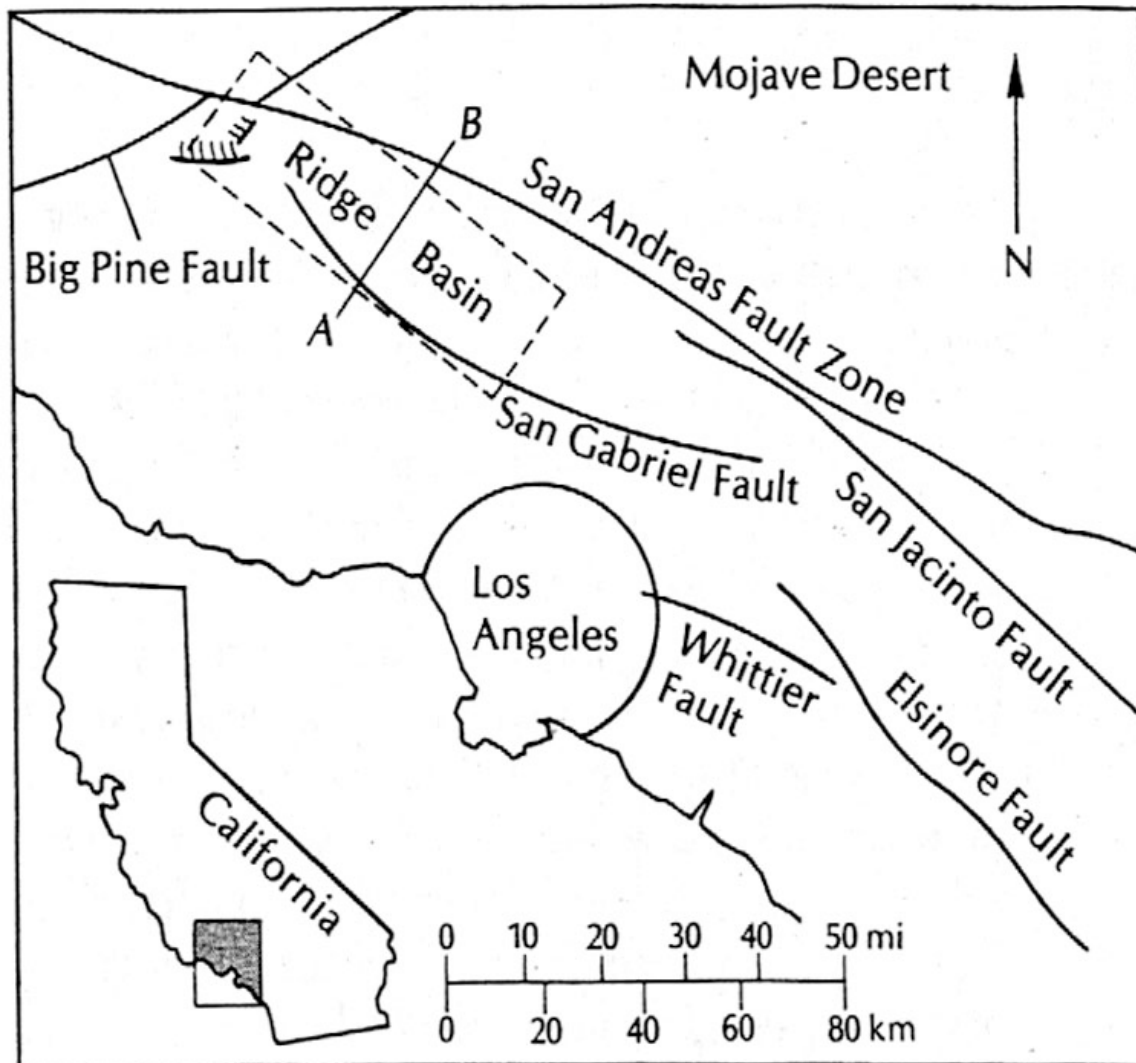 Mojave Desert
N
B
A
Ridge
Basin
Big Pine Fault
San Andreas Fault Zone
San Gabriel Fault
San Jacinto Fault
Los
Angeles
Whittier
Fault
Elsinore Fault
California
0 10 20 30 40 50 mi
0 20 40 60 80 km